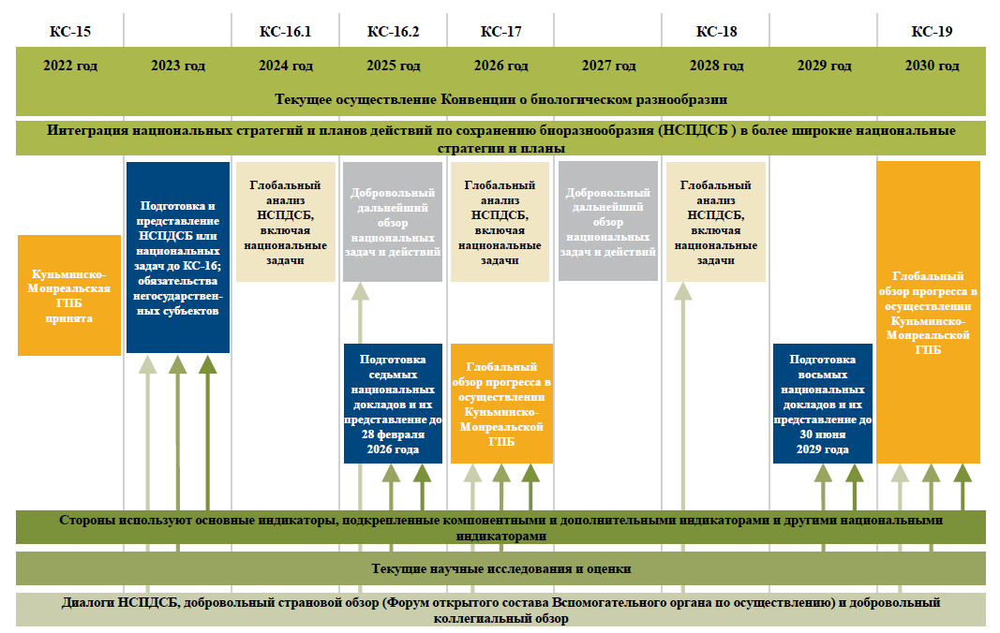 КС-15
КС-16.1
КС-16.2
КС-17
КС-18
КС-19
2022 год
2023 год
2024 год
2025 год
2026 год
2027 год
2028 год
2029 год
2030 год
Текущее осуществление Конвенции о биологическом разнообразии
Интеграция национальных стратегий и планов действий по сохранению биоразнообразия (НСПДСБ ) в более широкие национальные
стратегии и планы
Куньминско-
Монреальская
ГПБ
принята
Подготовка и
представление
НСПДСБ или
национальных
задач до КС-16;
обязательства
негосударствен-
ных субъектов
Глобальный
анализ
НСПДСБ,
включая
национальные
задачи
Добровольный
дальнейший
обзор
национальных
задач и действий
Подготовка
седьмых
национальных
докладов и их
представление до
28 февраля
2026 года
Глобальный
анализ
НСПДСБ,
включая
национальные
задачи
Глобальный
обзор прогресса в
осуществлении
Куньминско-
Монреальской
ГПБ
Добровольный
дальнейший
обзор
национальных
задач и действий
Глобальный
анализ
НСПДСБ,
включая
национальные
задачи
Подготовка
восьмых
национальных
докладов и их
представление до
30 июня
2029 года
Глобальный
обзор прогресса в
осуществлении
Куньминско-
Монреальской
ГПБ
Стороны используют основные индикаторы, подкрепленные компонентными и дополнительными индикаторами и другими национальными
индикаторами
Текущие научные исследования и оценки
Диалоги НСПДСБ, добровольный страновой обзор (Форум открытого состава Вспомогательного органа по осуществлению) и добровольный
коллегиальный обзор